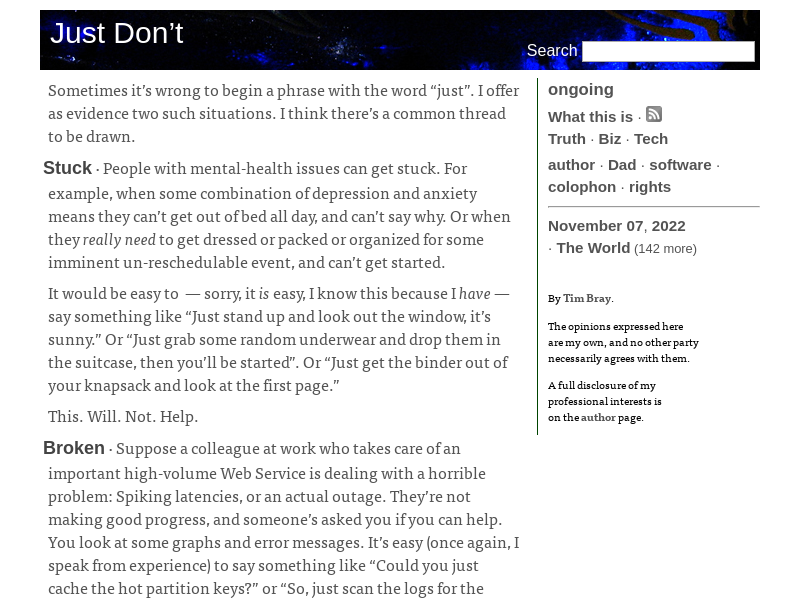 Just Don’t
Search
Sometimes it’s wrong to begin a phrase with the word “just”. I offer
as evidence two such situations. I think there’s a common thread
to be drawn.
Stuck · People with mental-health issues can get stuck. For
example, when some combination of depression and anxiety
means they can’t get out of bed all day, and can’t say why. Or when
they really need to get dressed or packed or organized for some
imminent un-reschedulable event, and can’t get started.
It would be easy to — sorry, it is easy, I know this because I have —
say something like “Just stand up and look out the window, it’s
sunny.” Or “Just grab some random underwear and drop them in
the suitcase, then you’ll be started”. Or “Just get the binder out of
your knapsack and look at the first page.”
This. Will. Not. Help.
Broken · Suppose a colleague at work who takes care of an
important high-volume Web Service is dealing with a horrible
problem: Spiking latencies, or an actual outage. They’re not
making good progress, and someone’s asked you if you can help.
You look at some graphs and error messages. It’s easy (once again, I
speak from experience) to say something like “Could you just
cache the hot partition keys?” or “So, just scan the logs for the
ongoing
What this is ·
Truth · Biz · Tech
author · Dad · software ·
colophon · rights
November 07, 2022
· The World (142 more)
By Tim Bray.
The opinions expressed here
are my own, and no other party
necessarily agrees with them.
A full disclosure of my
professional interests is
on the author page.